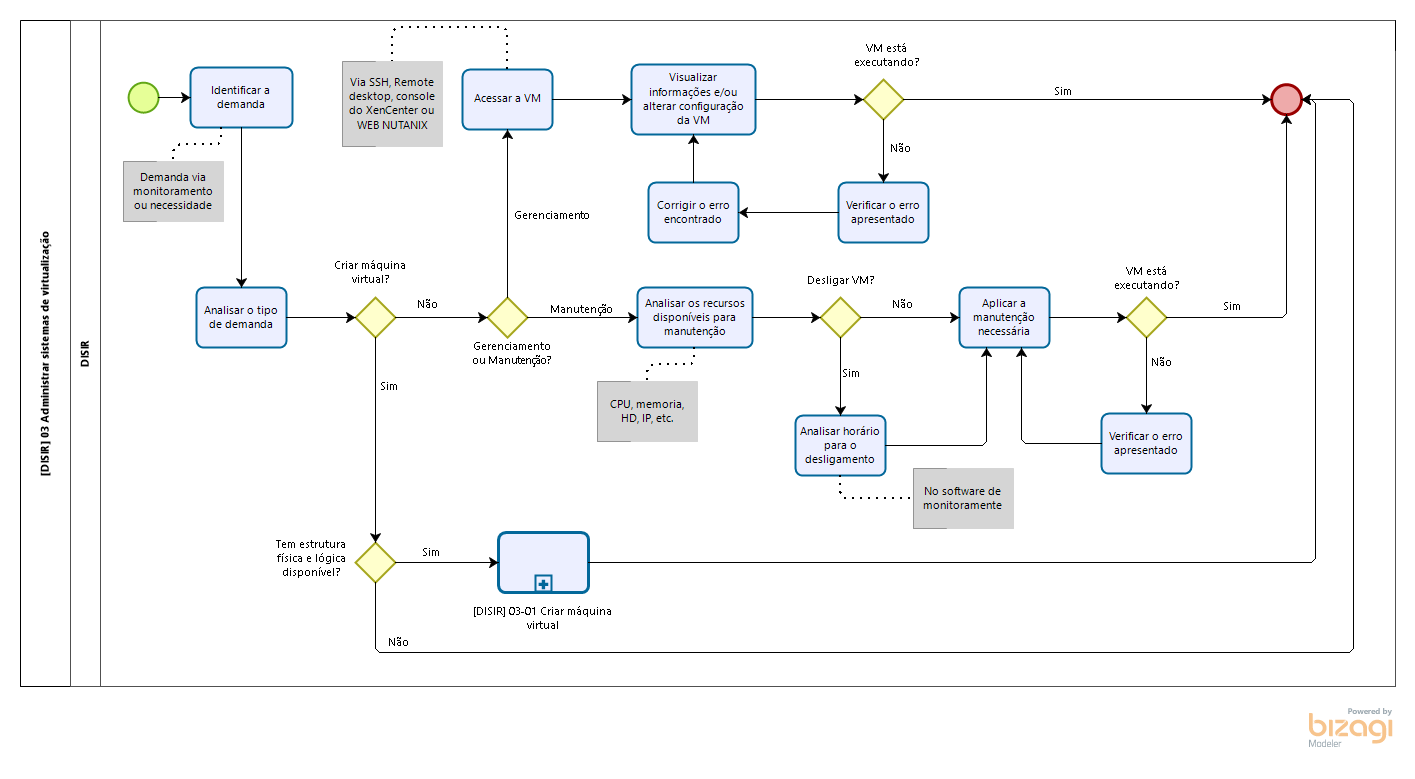 [DISIR] 03 Administrar sistemas de virtualização
DISIR
Identificar a
demanda
Demanda via
monitoramento
ou necessidade
Via SSH, Remote
desktop, console
do XenCenter ou
WEB NUTANIX
Acessar a VM
Visualizar
informações e/ou
alterar configuração
da VM
VM está
executando?
Sim
Não
Corrigir o erro
encontrado
Verificar o erro
apresentado
Gerenciamento
Analisar o tipo
de demanda
Criar máquina
virtual?
Não
Gerenciamento
ou Manutenção?
Manutenção
Analisar os recursos
disponíveis para
manutenção
Desligar VM?
Não
Aplicar a
manutenção
necessária
VM está
executando?
Sim
Sim
CPU, memoria,
HD, IP, etc.
Sim
Não
Analisar horário
para o
desligamento
Verificar o erro
apresentado
No software de
monitoramente
Tem estrutura
física e lógica
disponível?
Sim
[DISIR] 03-01 Criar máquina
virtual
Não
Powered by
bizagi
Modeler